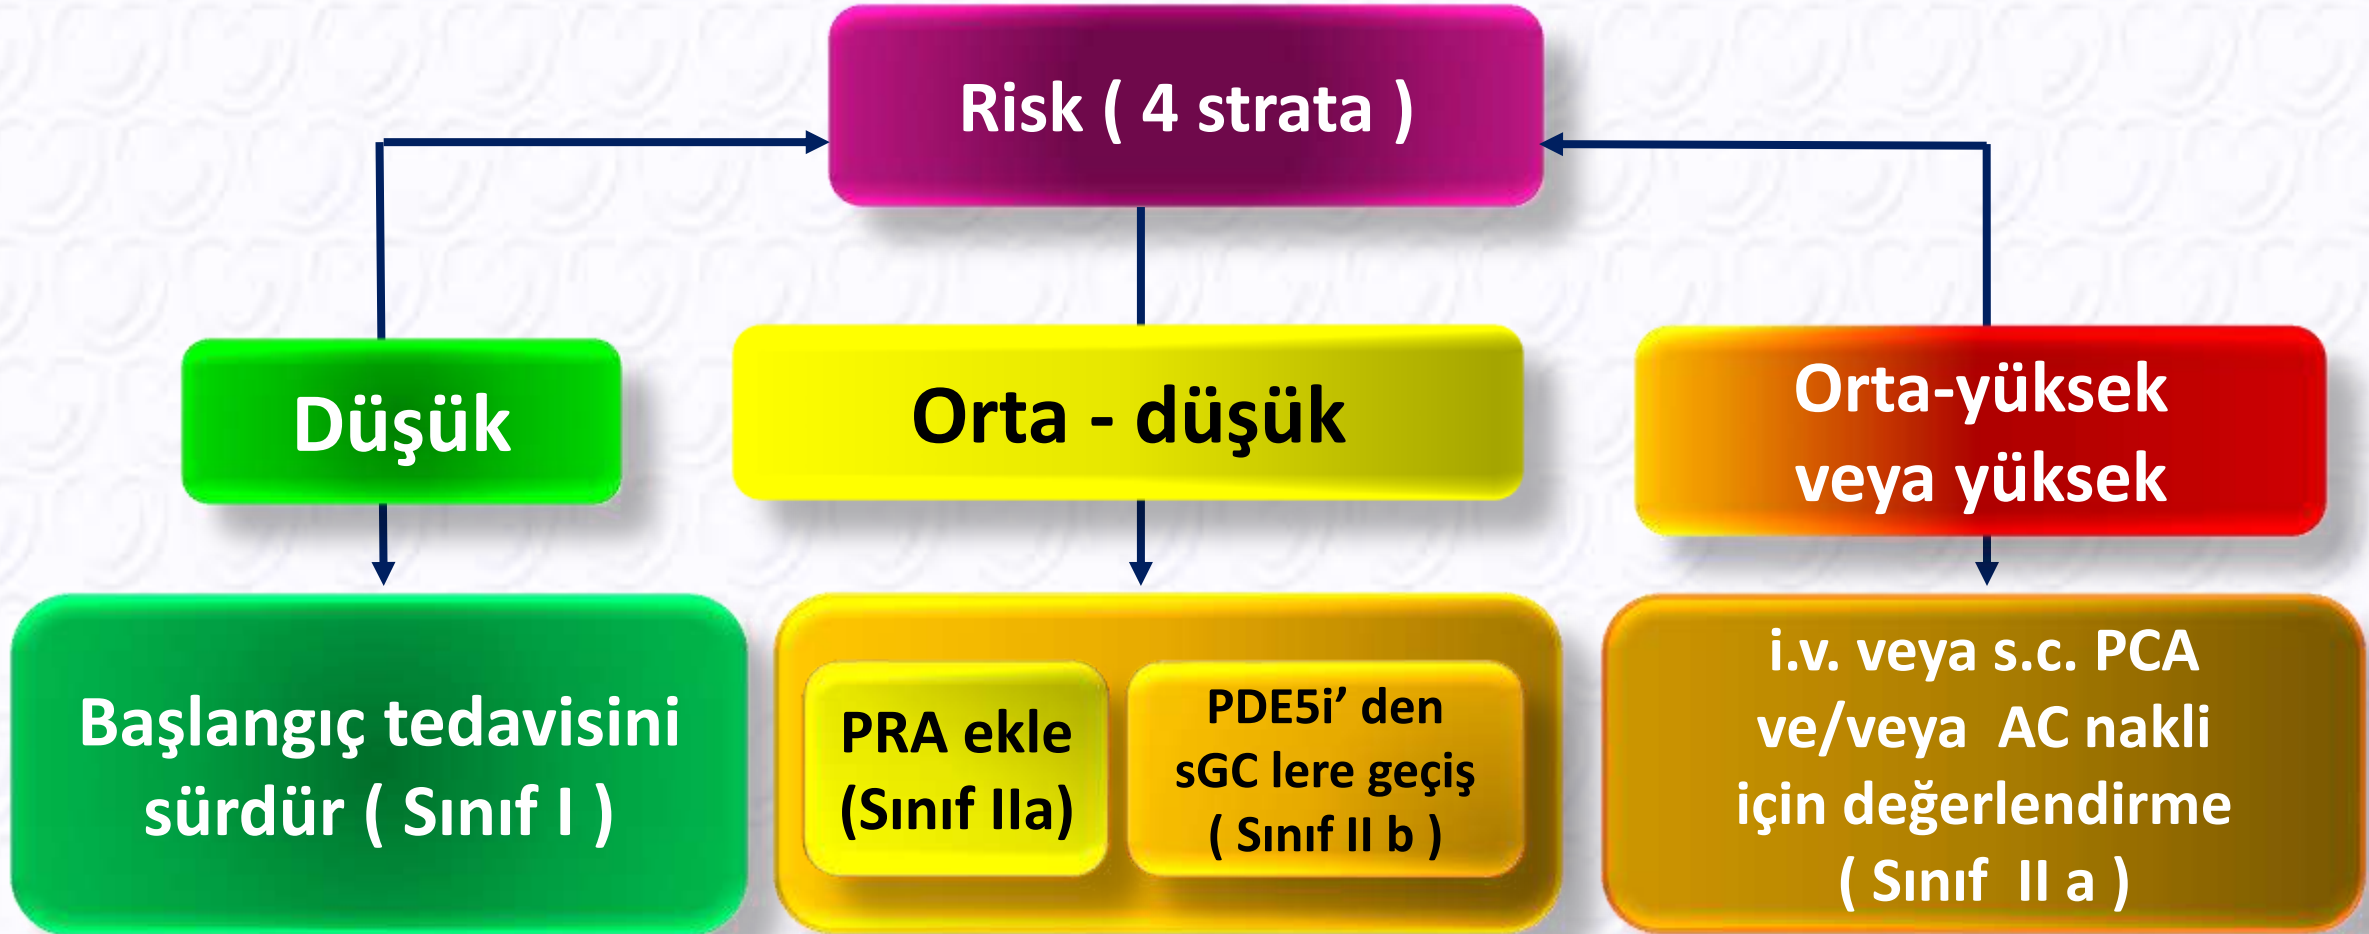 Risk ( 4 strata )
Düşük
Orta - düşük
Orta-yüksek
veya yüksek
Başlangıç tedavisini
sürdür ( Sınıf I )
PRA ekle
(Sınıf IIa)
PDE5i’ den
sGC lere geçiş
( Sınıf II b )
i.v. veya s.c. PCA
ve/veya AC nakli
için değerlendirme
( Sınıf II a )